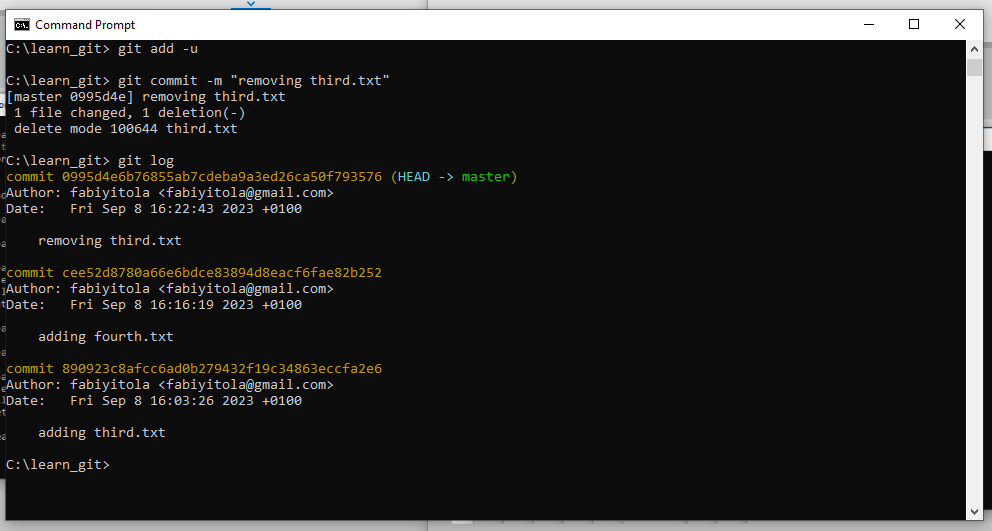 Command Prompt
C:\learn_git> git add -u
C:\learn_git> git commit -m "removing third.txt"
[master 0995d4e] removing third.txt
 1 file changed, 1 deletion(-)
 delete mode 100644 third.txt
C:\learn_git> git log
commit 0995d4e6b76855ab7cdeba9a3ed26ca50f793576 (HEAD -> master)
Author: fabiyitola <fabiyitola@gmail.com>
Date:   Fri Sep 8 16:22:43 2023 +0100
    removing third.txt
commit cee52d8780a66e6bdce83894d8eacf6fae82b252
Author: fabiyitola <fabiyitola@gmail.com>
Date:   Fri Sep 8 16:16:19 2023 +0100
    adding fourth.txt
commit 890923c8afcc6ad0b279432f19c34863eccfa2e6
Author: fabiyitola <fabiyitola@gmail.com>
Date:   Fri Sep 8 16:03:26 2023 +0100
    adding third.txt
C:\learn_git>